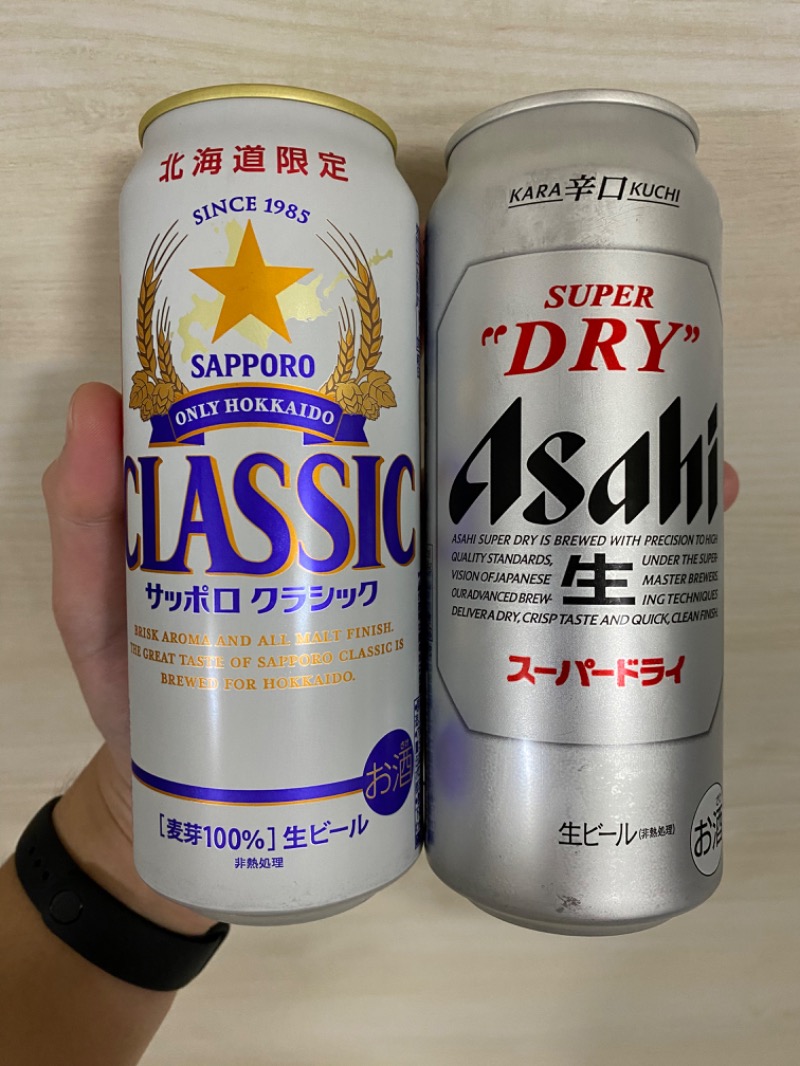 北海道限定
SINCE 1985
SAPPORO
ONLY HOKKAIDO
CLASSIC
サッポロ クラシック
BRISK AROMA AND ALL MALT FINISH.
THE GREAT TASTE OF SAPPORO CLASSIC IS
BREWED FOR HOKKAIDO.
お酒
[麦芽100%]生ビール
非熱処理
KARA 辛口 KUCHI
SUPER
“DRY”
Asahi
ASAHI SUPER DRY IS BREWED WITH PRECISION TO HIGH
QUALITY STANDARDS, UNDER THE SUPER-
VISION OF JAPANESE MASTER BREWERS.
生
OUR ADVANCED BREW- ING TECHNIQUES
DELIVER A DRY, CRISP TASTE AND QUICK, CLEAN FINISH.
スーパードライ
生ビール(非熱処理)
お酒